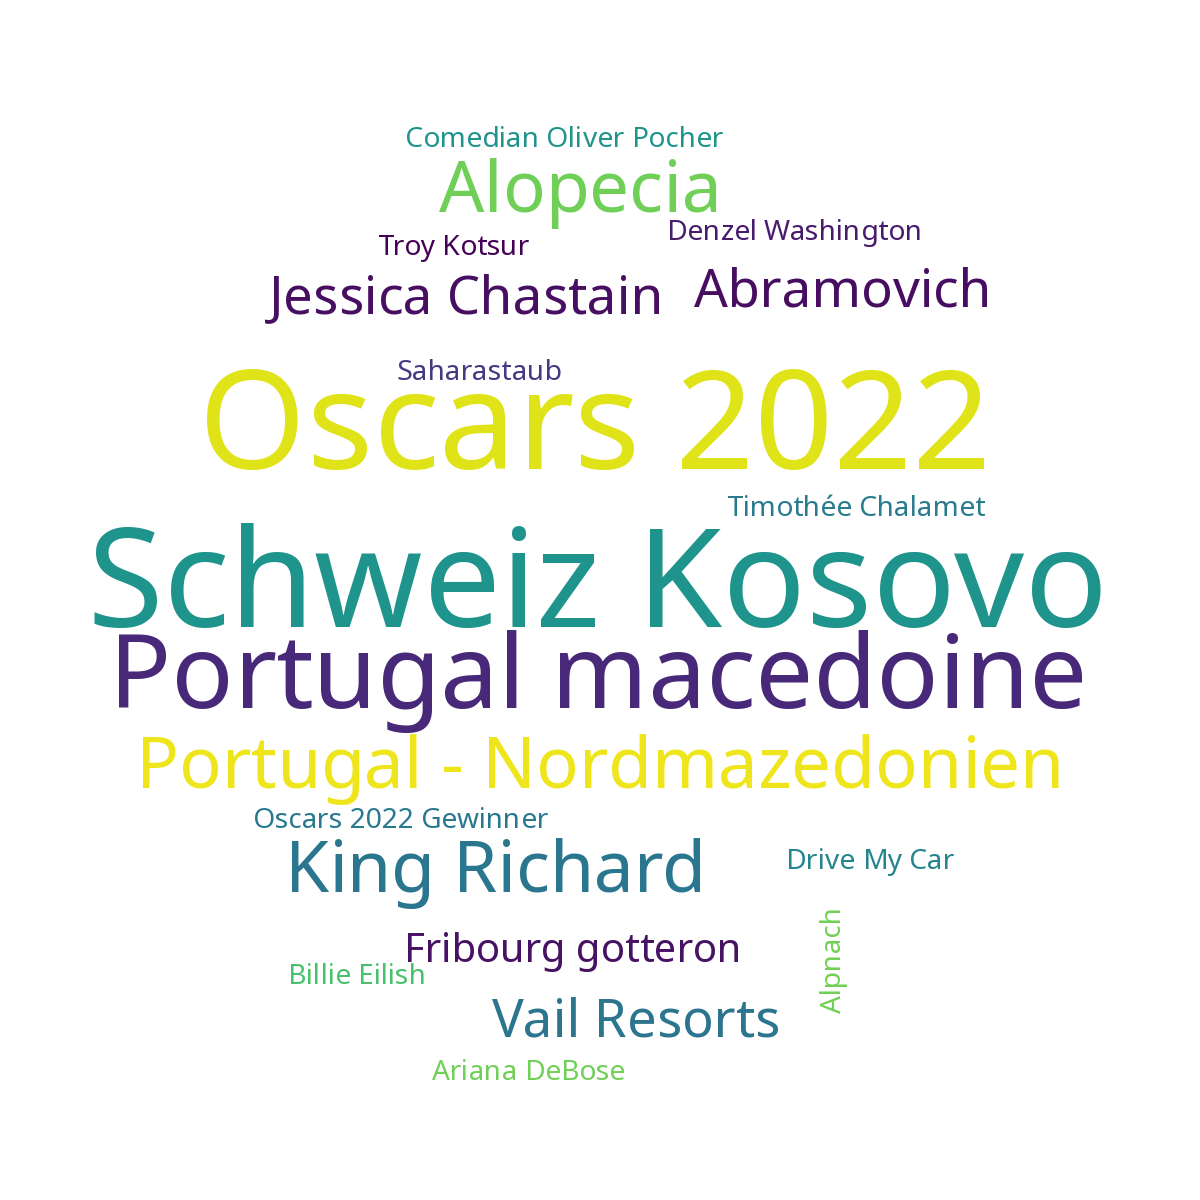 Comedian Oliver Pocher
Alopecia
Denzel Washington
Troy Kotsur
Jessica Chastain
Abramovich
Saharastaub
Oscars 2022
Timothée Chalamet
Schweiz Kosovo
Portugal macedoine
Portugal - Nordmazedonien
Oscars 2022 Gewinner
King Richard
Drive My Car
Fribourg gotteron
Alpnach
Billie Eilish
Vail Resorts
Ariana DeBose